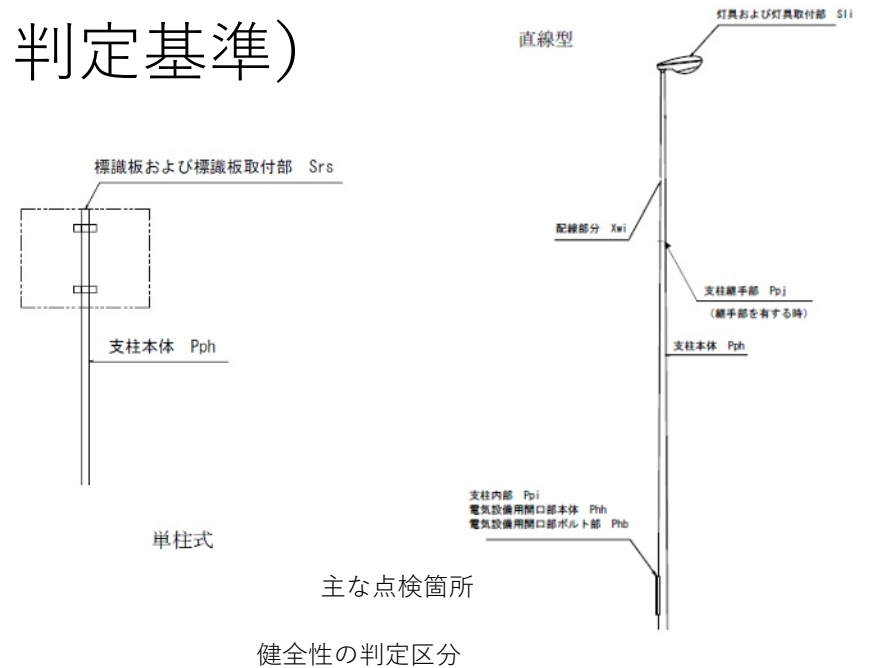 判定基準）
標識板および標識板取付部 Srs
支柱本体 Pph
単柱式
直線型
灯具および灯具取付部 Sli
配線部分 Xwi
支柱継手部 Ppj
（継手部を有する時）
支柱本体 Pph
支柱内部 Ppi
電気設備用開口部本体 Phh
電気設備用開口部ボルト部 Phb
主な点検箇所
健全性の判定区分